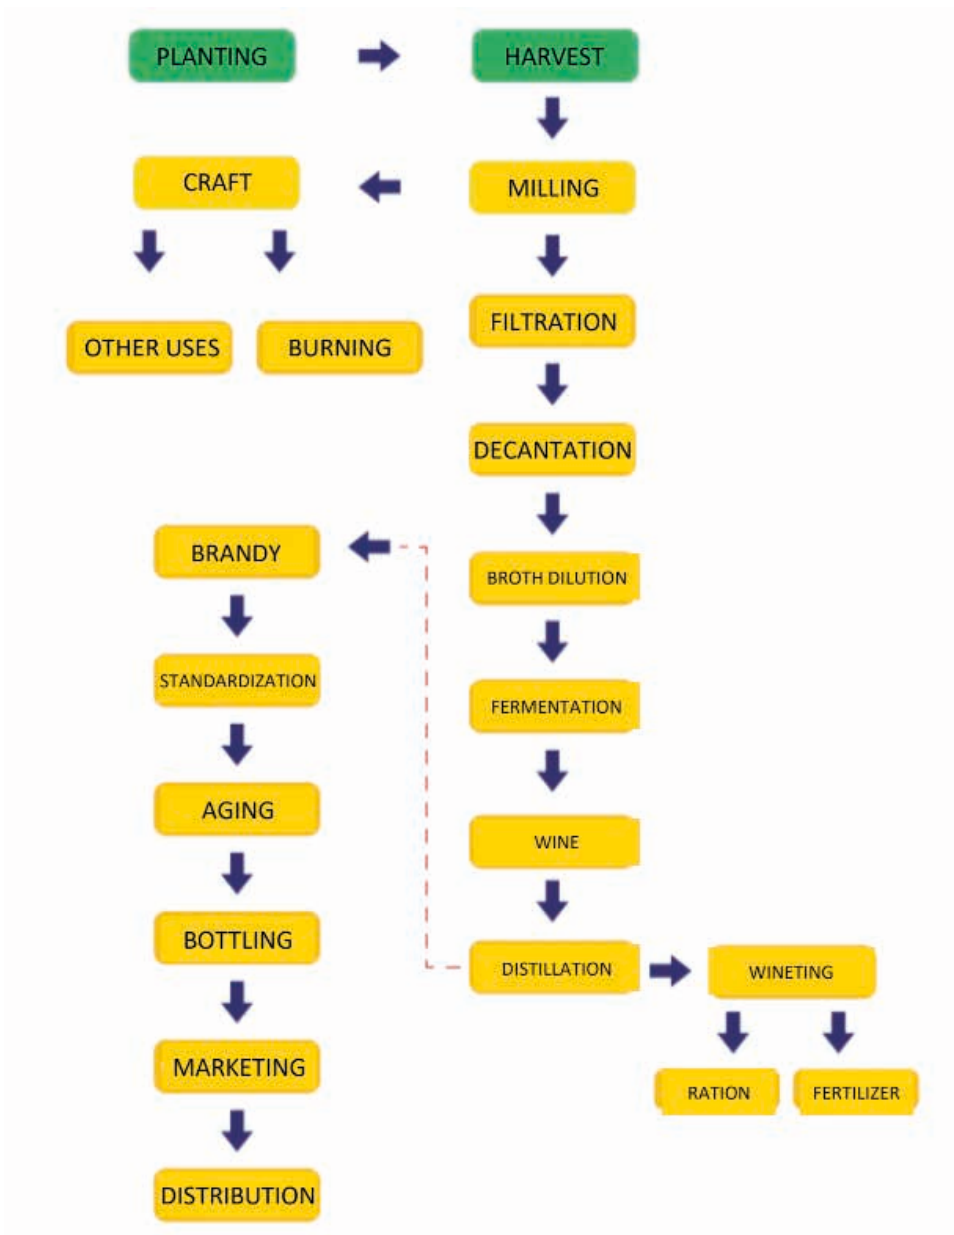 PLANTING
HARVEST
CRAFT
MILLING
OTHER USES
BURNING
FILTRATION
DECANTATION
BRANDY
BROTH DILUTION
STANDARDIZATION
FERMENTATION
AGING
WINE
BOTTLING
DISTILLATION
WINETING
MARKETING
RATION
FERTILIZER
DISTRIBUTION